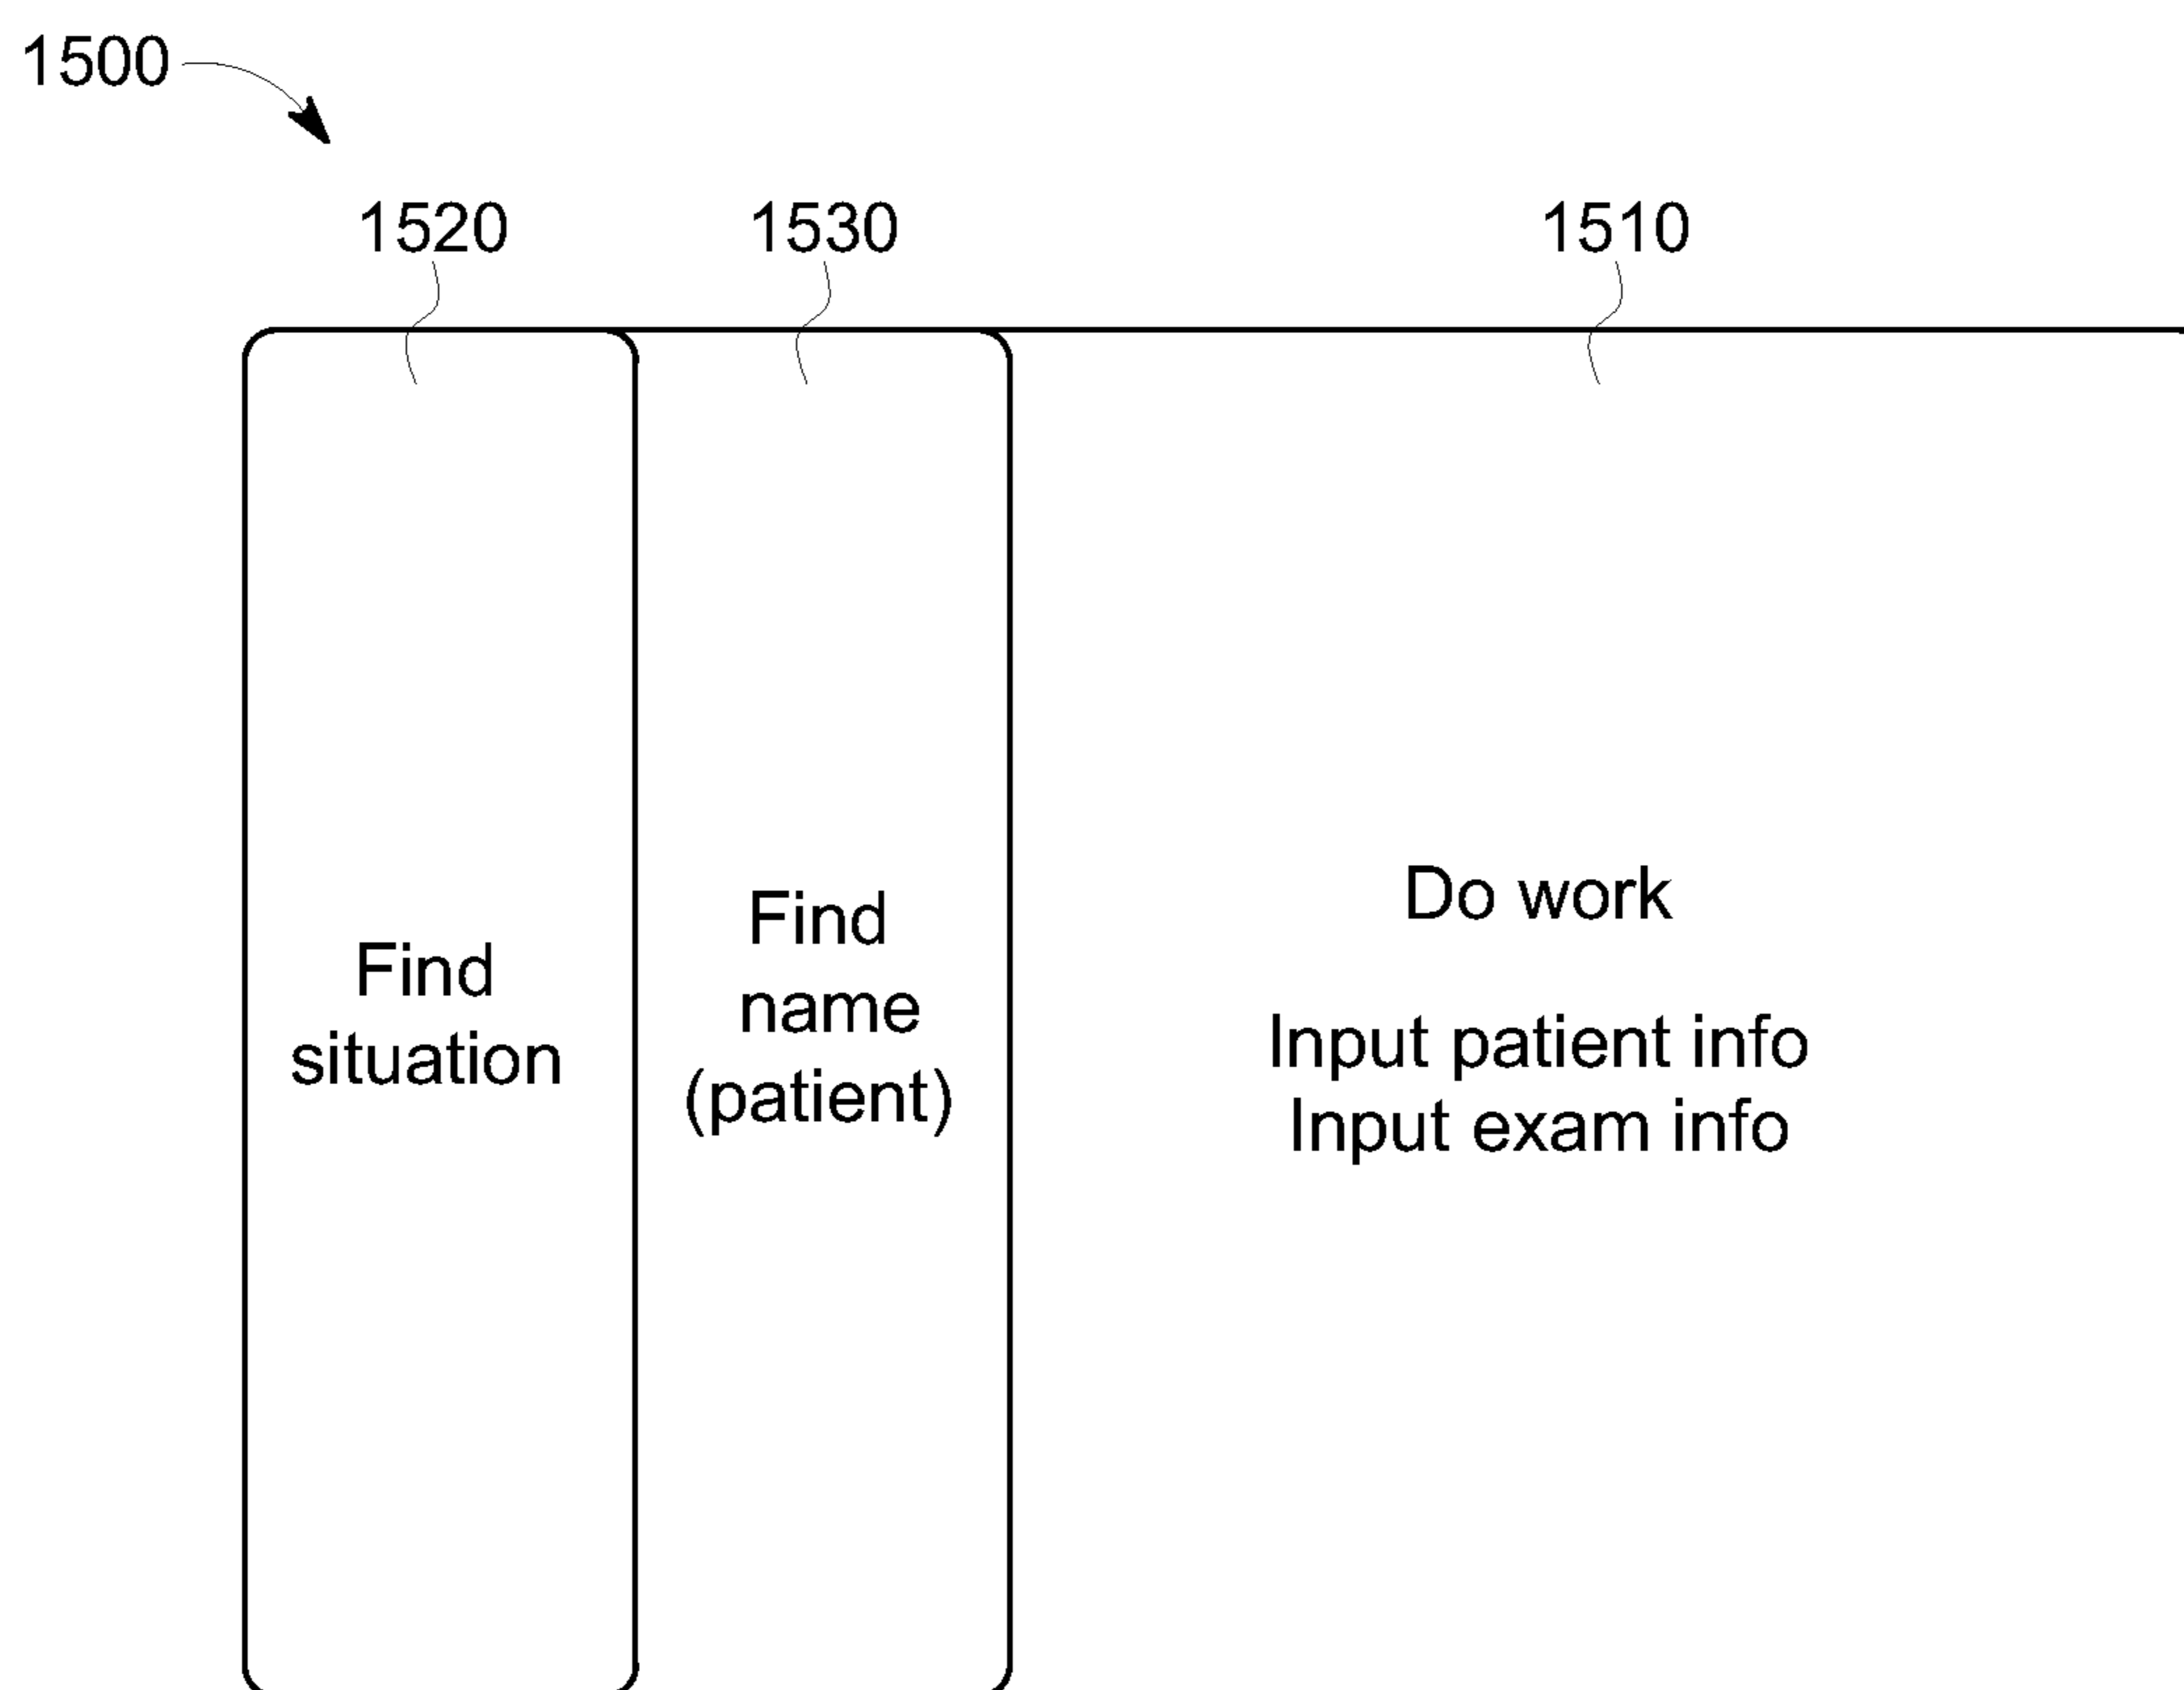 1500
1520
1530
1510
Find
situation
Find
name
(patient)
Do work
Input patient info
Input exam info